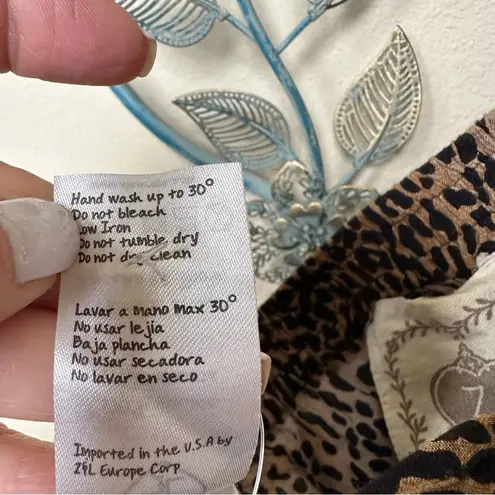 Hand wash up to 30°
Do not bleach
Low Iron
Do not tumble dry
Do not dry clean
Lavar a mano max 30°
No usar lejía
Baja plancha
No usar secadora
No lavar en seco
Imported in the U.S.A by
Europe Corp